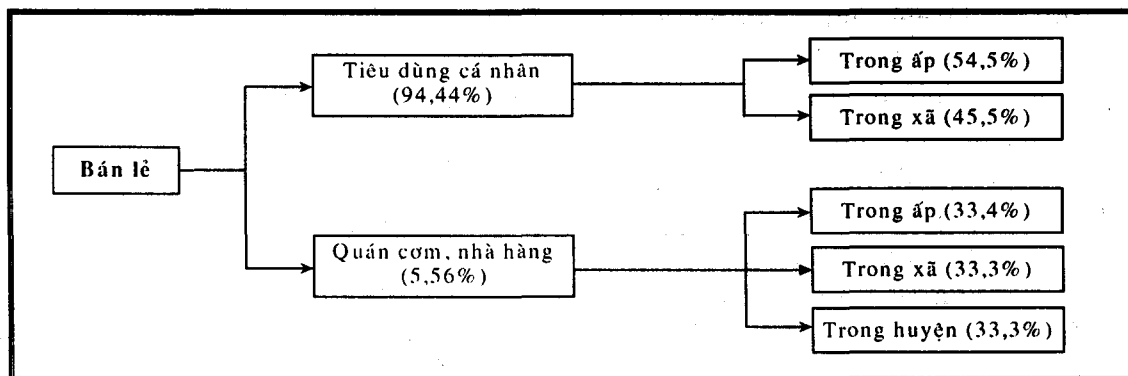 Tiêu dùng cá nhân
(94,44%)
Trong ấp (54,5%)
Trong xã (45,5%)
Bán lẻ
Quán cơm, nhà hàng
(5,56%)
Trong ấp (33,4%)
Trong xã (33,3%)
Trong huyện (33,3%)